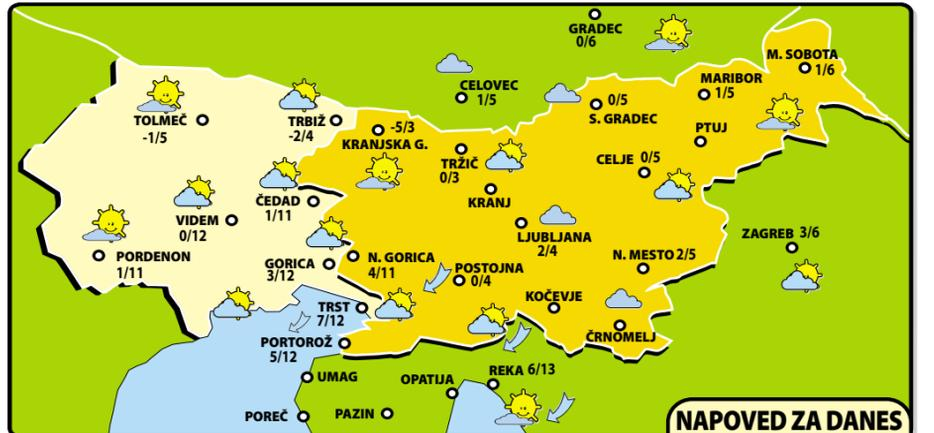 GRADEC
0/6
M. SOBOTA
1/6
MARIBOR
1/5
CELOVEC
1/5
0/5
S. GRADEC
TOLMEČ
-1/5
TRBIŽ
-2/4
-5/3
KRANJSKA G.
PTUJ
TRŽIČ
0/3
CELJE 0/5
KRANJ
ČEDAD
1/11
VIDEM
0/12
LJUBLJANA
2/4
ZAGREB 3/6
PORDENON
1/11
GORICA
3/12
N. GORICA
4/11
POSTOJNA
0/4
N. MESTO 2/5
KOČEVJE
TRST
7/12
ČRNOMELJ
PORTOROŽ
5/12
UMAG
OPATIJA
REKA 6/13
POREČ
PAZIN
NAPOVED ZA DANES